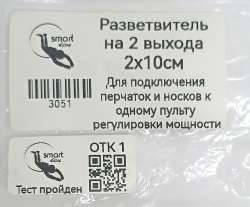 smart
Разветвитель
на 2 выхода
2х10см
3051
Для подключения
перчаток и носков к
одному пульту
регулировки мощности
smart
ОТК 1
Тест пройден